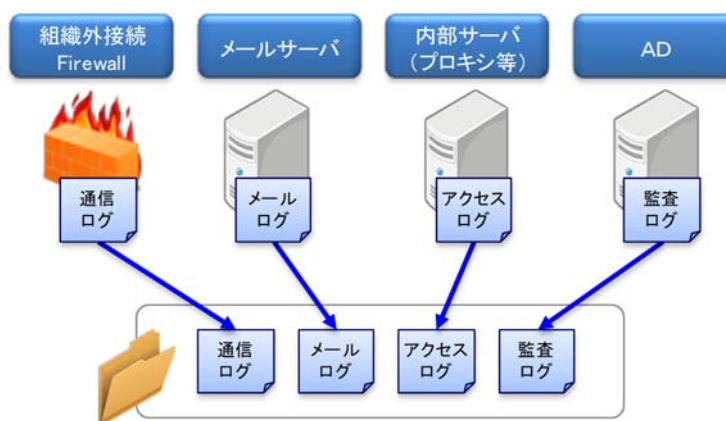 組織外接続
Firewall
メールサーバ
内部サーバ
（プロキシ等）
AD
通信
ログ
メール
ログ
アクセス
ログ
監査
ログ
通信
ログ
メール
ログ
アクセス
ログ
監査
ログ